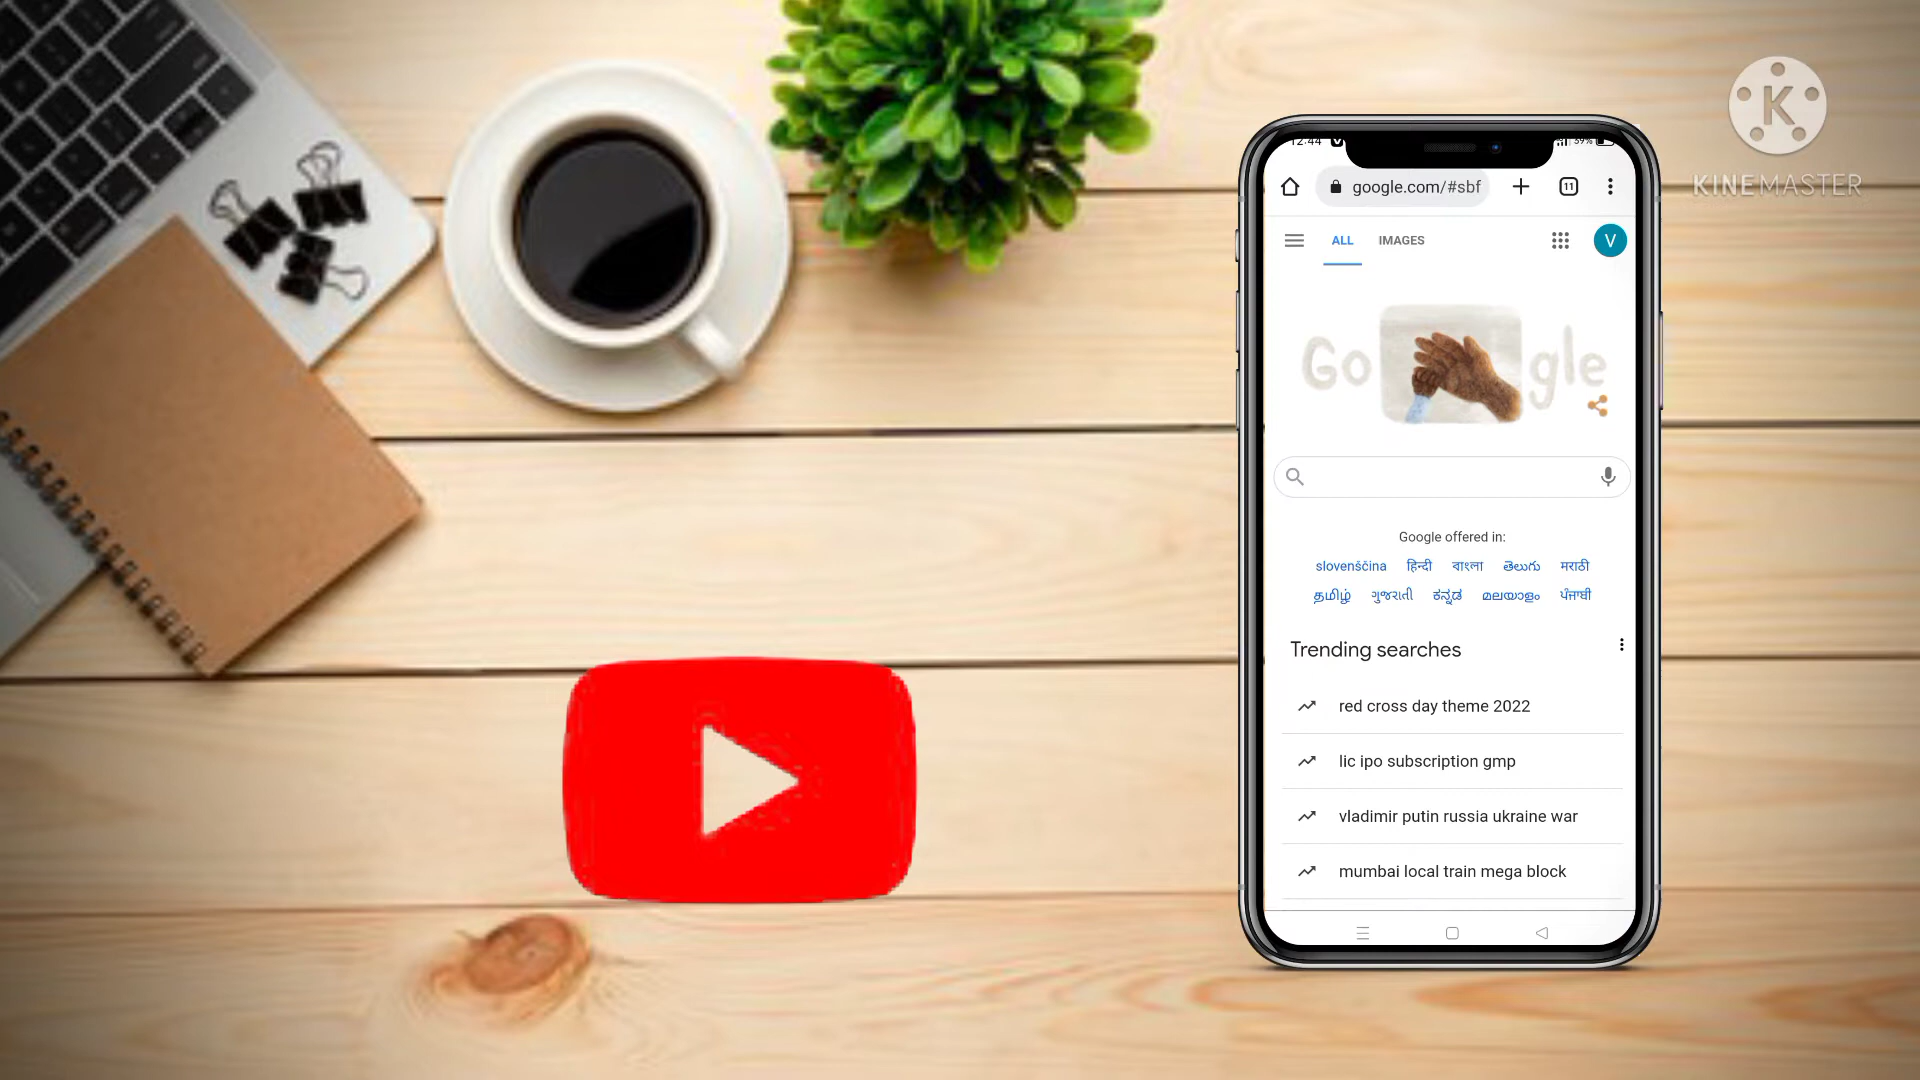 K
KINEMASTER
12:44
59%
google.com/#sbf
11
ALL IMAGES
V
Go gle
Google offered in:
slovenščina हिन्दी বাংলা తెలుగు मराठी
தமிழ் ગુજરાતી ಕನ್ನಡ മലയാളം ਪੰਜਾਬੀ
Trending searches
red cross day theme 2022
lic ipo subscription gmp
vladimir putin russia ukraine war
mumbai local train mega block